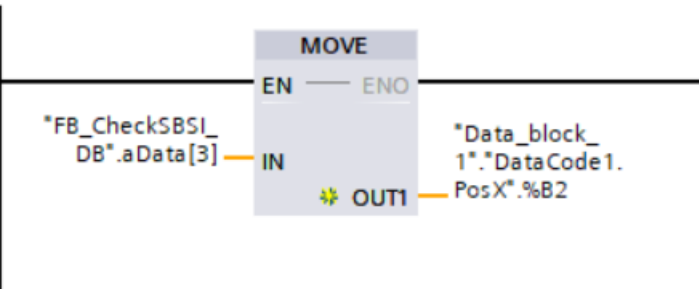 MOVE
EN
ENO
"FB_CheckSBSI_
DB".aData[3]
IN
OUT1
"Data_block_
1"."DataCode1.
PosX".%B2